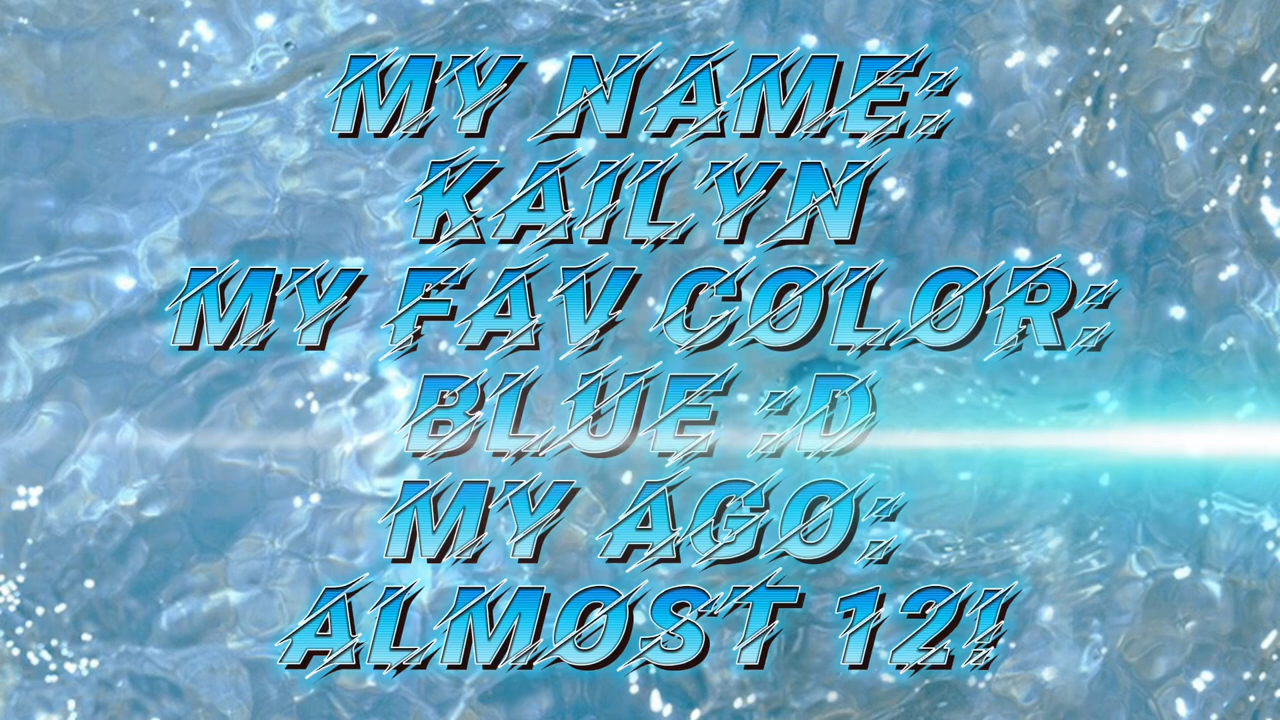 MY NAME:
KAILYN
MY FAV COLOR:
BLUE :D
MY AGO:
ALMOST 12!